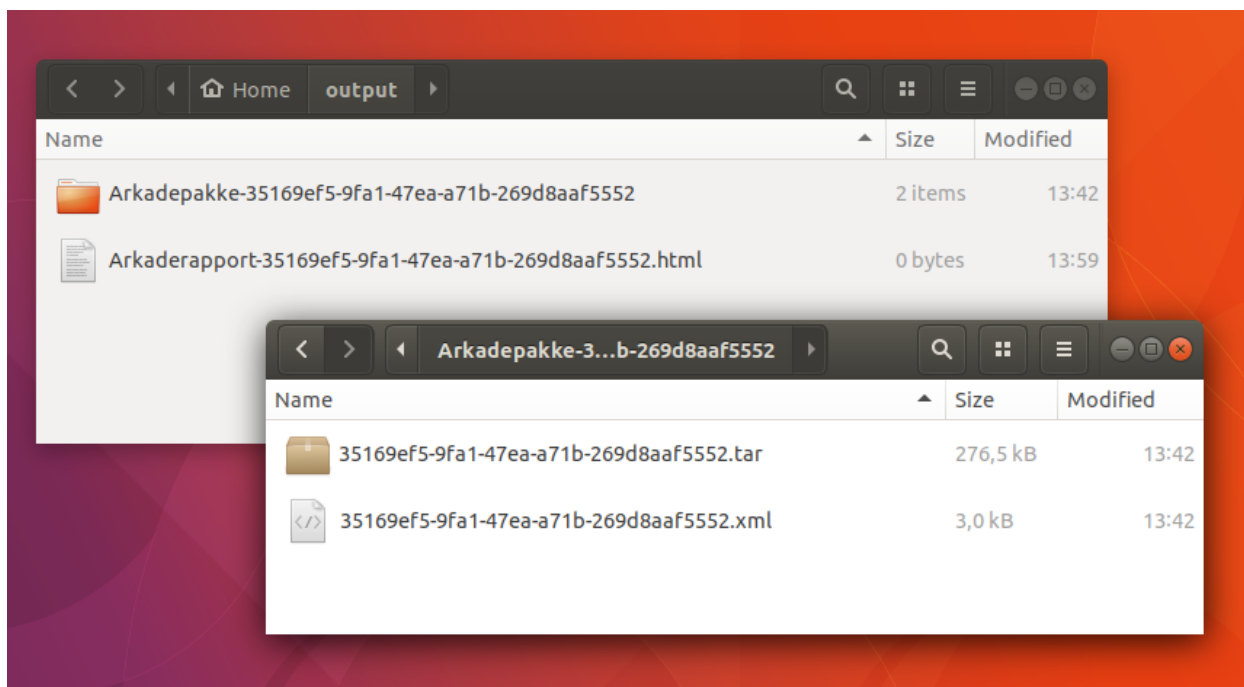 Home output
Name Size Modified
Arkadepakke-35169ef5-9fa1-47ea-a71b-269d8aaf5552 2 items 13:42
Arkaderapport-35169ef5-9fa1-47ea-a71b-269d8aaf5552.html 0 bytes 13:59
Arkadepakke-3...b-269d8aaf5552
Name Size Modified
35169ef5-9fa1-47ea-a71b-269d8aaf5552.tar 276,5 kB 13:42
35169ef5-9fa1-47ea-a71b-269d8aaf5552.xml 3,0 kB 13:42